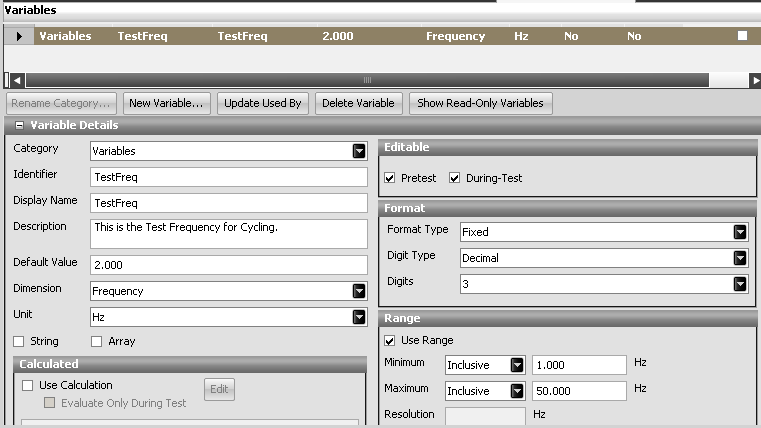 Variables
Variables TestFreq TestFreq 2.000 Frequency Hz No No
Rename Category... New Variable... Update Used By Delete Variable Show Read-Only Variables
Variable Details
Category Variables
Identifier TestFreq
Display Name TestFreq
Description This is the Test Frequency for Cycling.
Default Value 2.000
Dimension Frequency
Unit Hz
String Array
Calculated
Use Calculation Edit
Evaluate Only During Test
Editable
Pretest During-Test
Format
Format Type Fixed
Digit Type Decimal
Digits 3
Range
Use Range
Minimum Inclusive 1.000 Hz
Maximum Inclusive 50.000 Hz
Resolution Hz